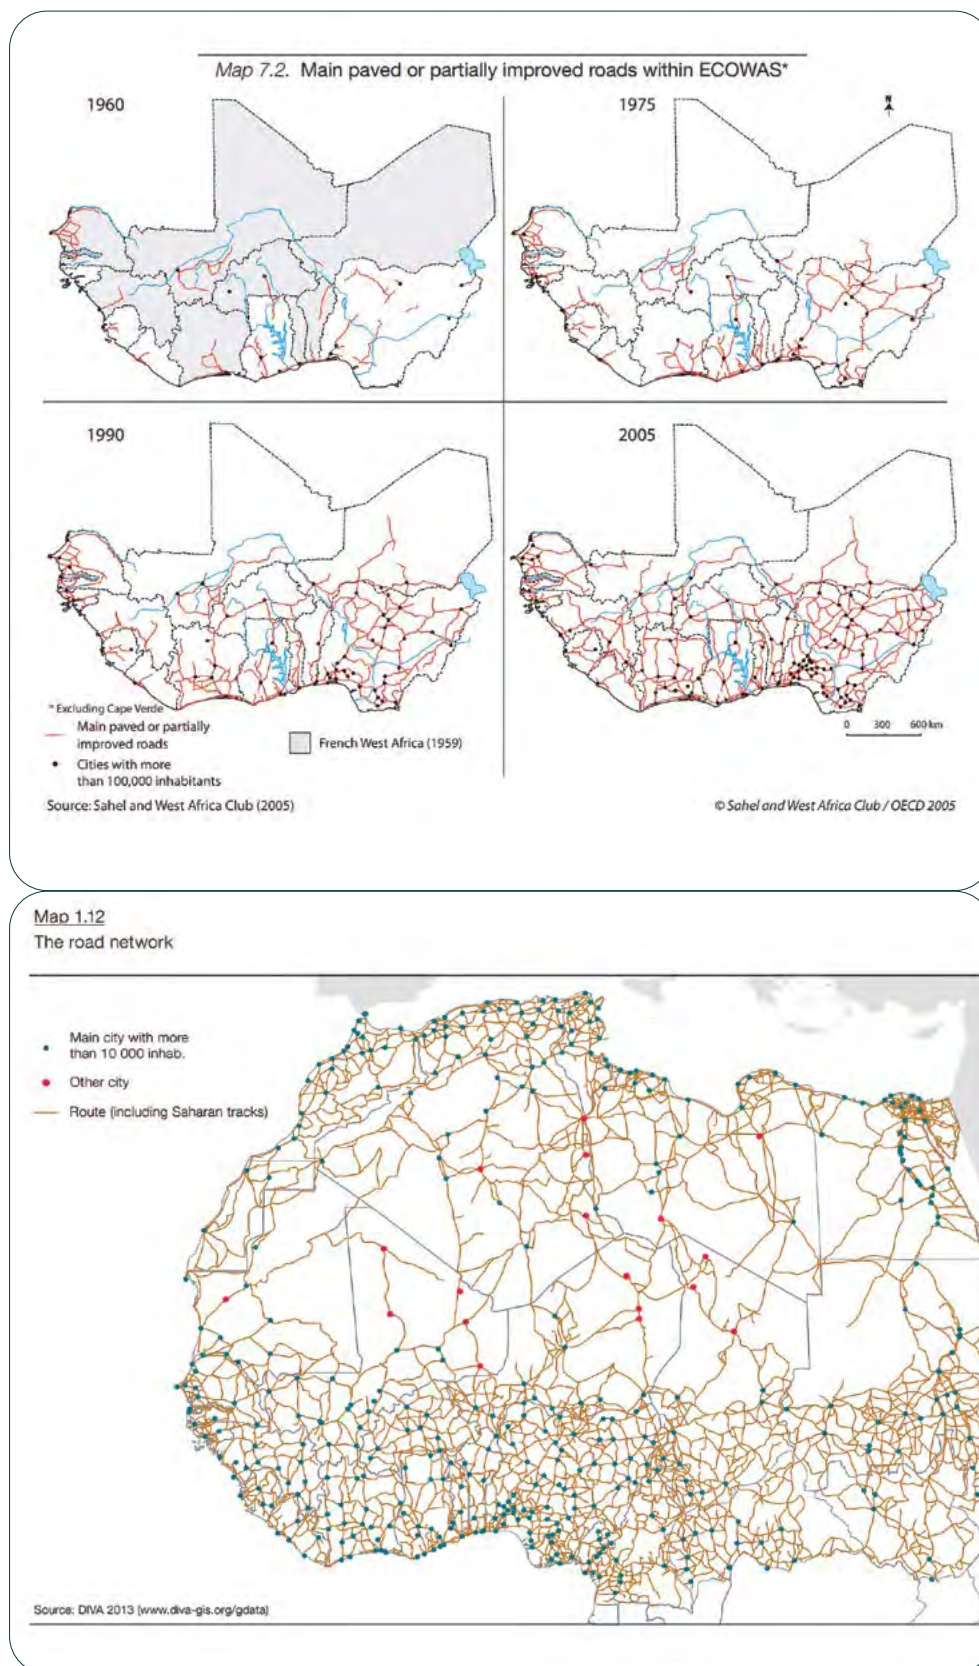 Map 7.2. Main paved or partially improved roads within ECOWAS*
1960
1975
N
1990
2005
* Excluding Cape Verde
Main paved or partially
improved roads
Cities with more
than 100,000 inhabitants
French West Africa (1959)
0 300 600 km
Source: Sahel and West Africa Club (2005)
© Sahel and West Africa Club / OECD 2005
Map 1.12
The road network
Main city with more
than 10 000 inhab.
Other city
Route (including Saharan tracks)
Source: DIVA 2013 (www.diva-gis.org/gdata)